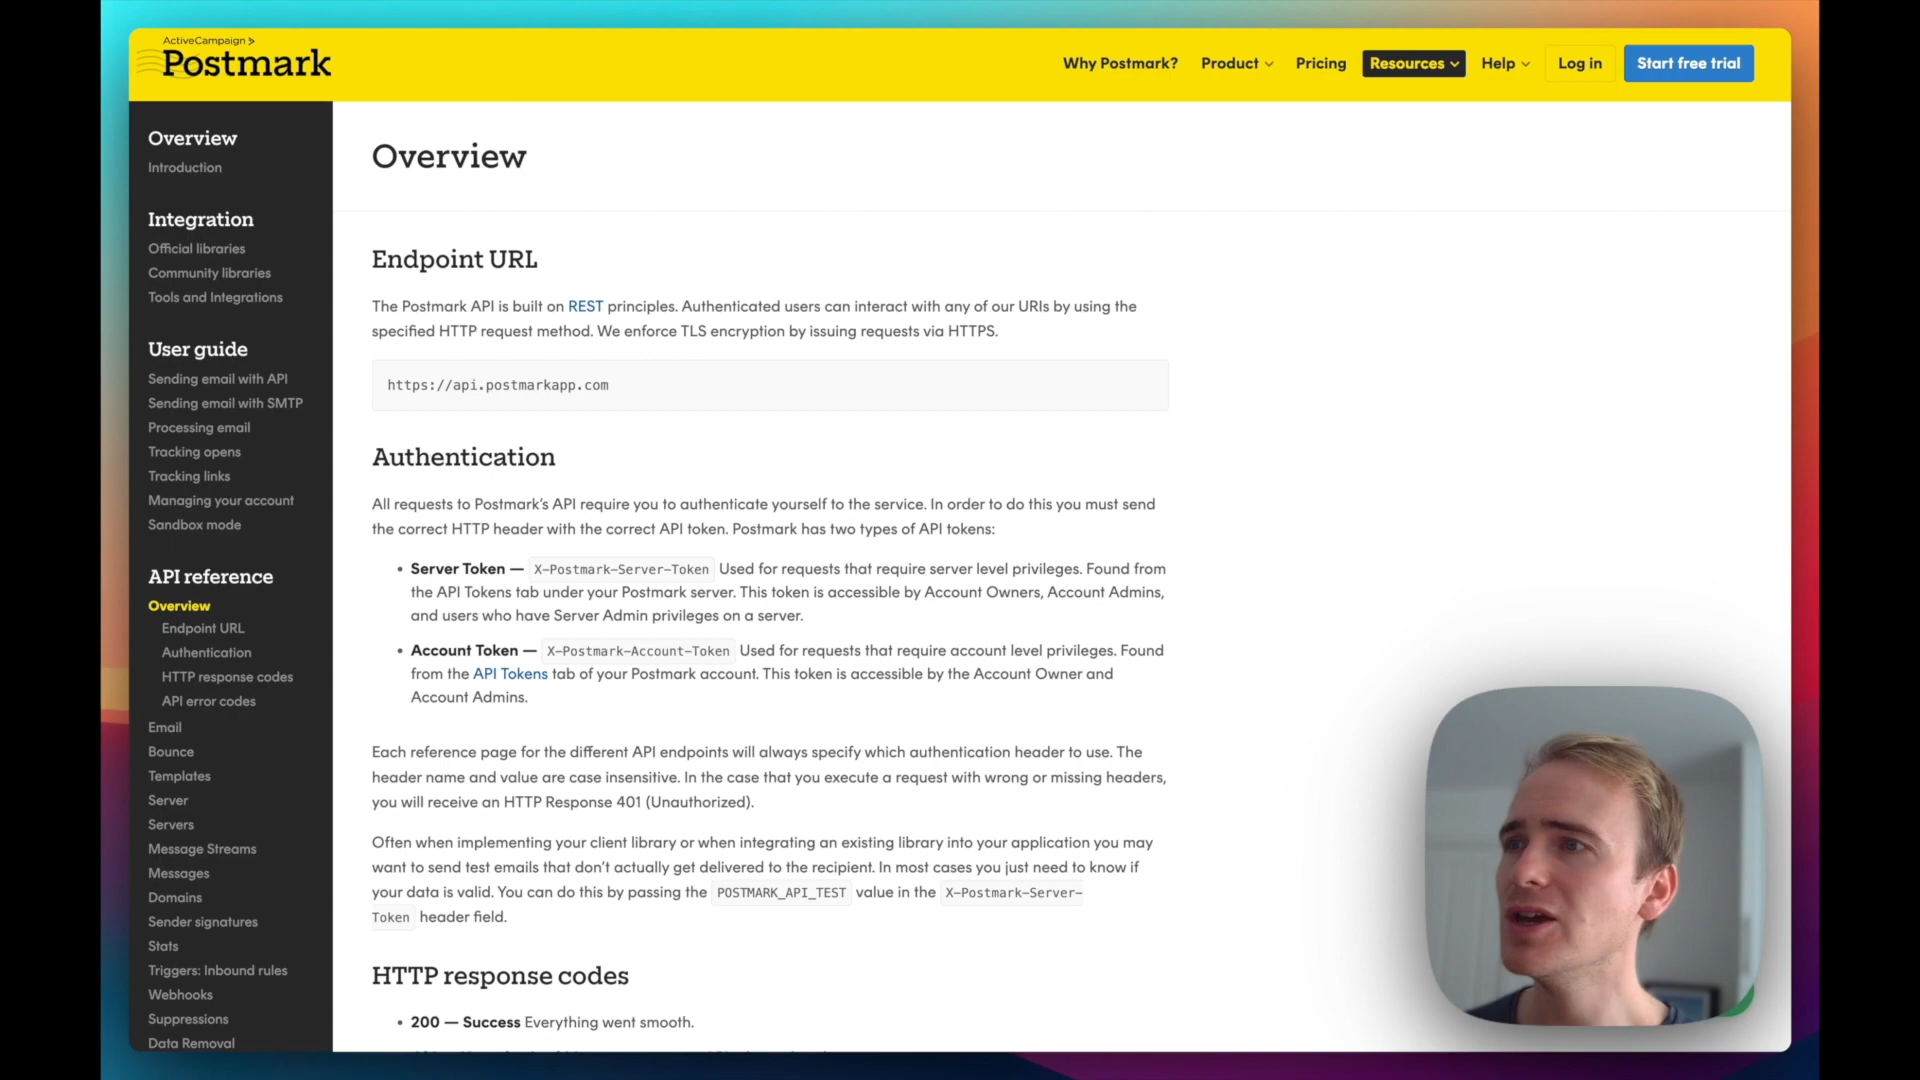 ActiveCampaign >
Postmark
Why Postmark?
Product
Pricing
Resources
Help
Log in
Start free trial
Overview
Introduction
Integration
Official libraries
Community libraries
Tools and Integrations
User guide
Sending email with API
Sending email with SMTP
Processing email
Tracking opens
Tracking links
Managing your account
Sandbox mode
API reference
Overview
Endpoint URL
Authentication
HTTP response codes
API error codes
Email
Bounce
Templates
Server
Servers
Message Streams
Messages
Domains
Sender signatures
Stats
Triggers: Inbound rules
Webhooks
Suppressions
Data Removal
Overview
Endpoint URL
The Postmark API is built on REST principles. Authenticated users can interact with any of our URIs by using the
specified HTTP request method. We enforce TLS encryption by issuing requests via HTTPS.
https://api.postmarkapp.com
Authentication
All requests to Postmark's API require you to authenticate yourself to the service. In order to do this you must send
the correct HTTP header with the correct API token. Postmark has two types of API tokens:
• Server Token — X-Postmark-Server-Token Used for requests that require server level privileges. Found from
the API Tokens tab under your Postmark server. This token is accessible by Account Owners, Account Admins,
and users who have Server Admin privileges on a server.
• Account Token — X-Postmark-Account-Token Used for requests that require account level privileges. Found
from the API Tokens tab of your Postmark account. This token is accessible by the Account Owner and
Account Admins.
Each reference page for the different API endpoints will always specify which authentication header to use. The
header name and value are case insensitive. In the case that you execute a request with wrong or missing headers,
you will receive an HTTP Response 401 (Unauthorized).
Often when implementing your client library or when integrating an existing library into your application you may
want to send test emails that don't actually get delivered to the recipient. In most cases you just need to know if
your data is valid. You can do this by passing the POSTMARK_API_TEST value in the X-Postmark-Server-
Token header field.
HTTP response codes
• 200 — Success Everything went smooth.